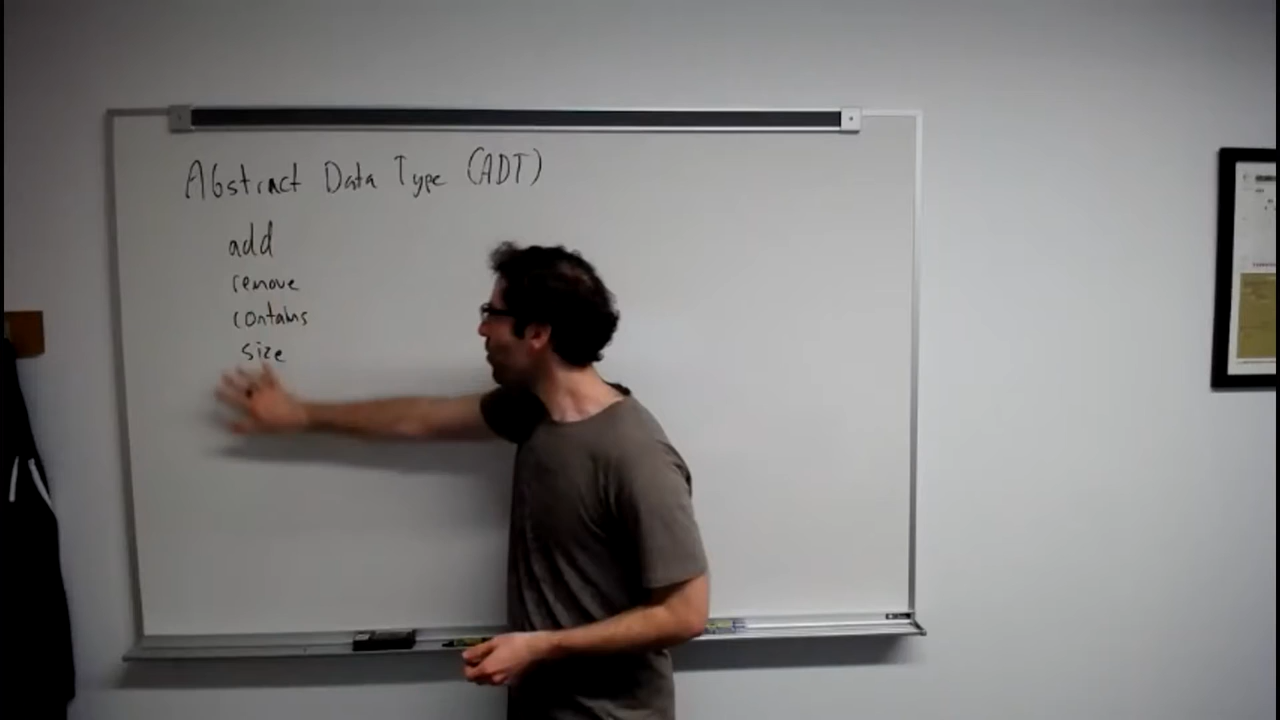 Abstract Data Type (ADT)
add
remove
contains
size